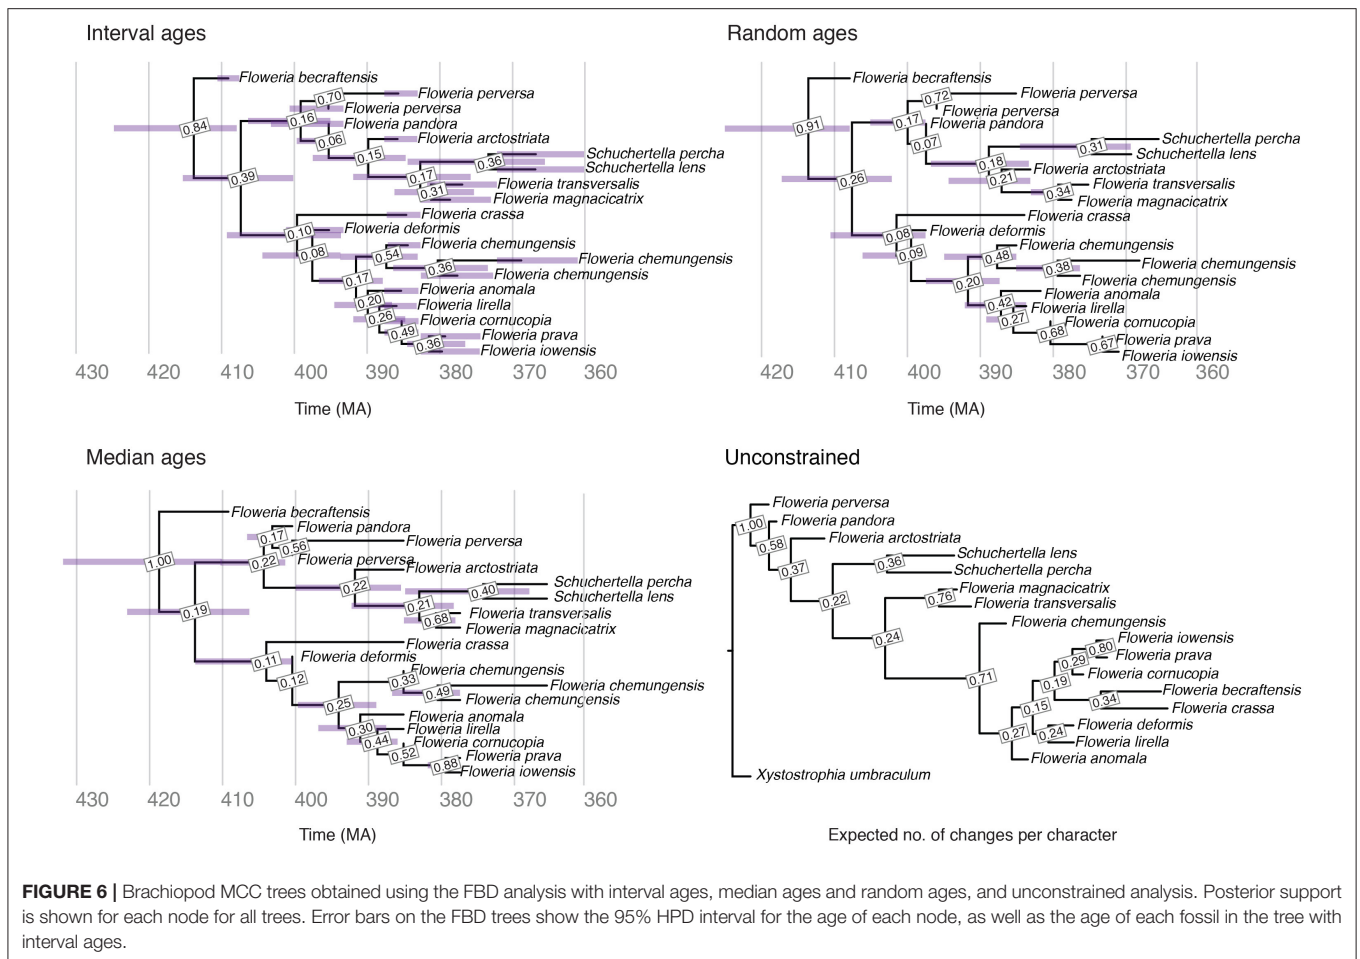 Interval ages
Floweria becraftensis
Floweria perversa
Floweria perversa
Floweria pandora
Floweria arctostriata
Schuchertella percha
Schuchertella lens
Floweria transversalis
Floweria magnacicatrix
Floweria crassa
Floweria deformis
Floweria chemungensis
Floweria chemungensis
Floweria chemungensis
Floweria anomala
Floweria lirella
Floweria cornucopia
Floweria prava
Floweria iowensis
0.84
0.70
0.16
0.06
0.15
0.36
0.17
0.31
0.39
0.10
0.08
0.54
0.36
0.17
0.20
0.26
0.49
0.36
430 420 410 400 390 380 370 360
Time (MA)
Random ages
Floweria becraftensis
Floweria perversa
Floweria perversa
Floweria pandora
Schuchertella percha
Schuchertella lens
Floweria arctostriata
Floweria transversalis
Floweria magnacicatrix
Floweria crassa
Floweria deformis
Floweria chemungensis
Floweria chemungensis
Floweria chemungensis
Floweria anomala
Floweria lirella
Floweria cornucopia
Floweria prava
Floweria iowensis
0.91
0.72
0.17
0.07
0.31
0.18
0.21
0.34
0.26
0.08
0.09
0.48
0.38
0.20
0.42
0.27
0.68
0.67
420 410 400 390 380 370 360
Time (MA)
Median ages
Floweria becraftensis
Floweria pandora
Floweria perversa
Floweria perversa
Floweria arctostriata
Schuchertella percha
Schuchertella lens
Floweria transversalis
Floweria magnacicatrix
Floweria crassa
Floweria deformis
Floweria chemungensis
Floweria chemungensis
Floweria chemungensis
Floweria anomala
Floweria lirella
Floweria cornucopia
Floweria prava
Floweria iowensis
1.00
0.17
0.56
0.22
0.22
0.40
0.21
0.68
0.19
0.11
0.12
0.33
0.49
0.25
0.30
0.44
0.52
0.88
430 420 410 400 390 380 370 360
Time (MA)
Unconstrained
Floweria perversa
Floweria pandora
Floweria arctostriata
Schuchertella lens
Schuchertella percha
Floweria magnacicatrix
Floweria transversalis
Floweria chemungensis
Floweria iowensis
Floweria prava
Floweria cornucopia
Floweria becraftensis
Floweria crassa
Floweria deformis
Floweria lirella
Floweria anomala
Xystostrophia umbraculum
1.00
0.58
0.37
0.36
0.22
0.76
0.24
0.71
0.80
0.29
0.19
0.34
0.15
0.27
0.24
Expected no. of changes per character
FIGURE 6 | Brachiopod MCC trees obtained using the FBD analysis with interval ages, median ages and random ages, and unconstrained analysis. Posterior support
is shown for each node for all trees. Error bars on the FBD trees show the 95% HPD interval for the age of each node, as well as the age of each fossil in the tree with
interval ages.